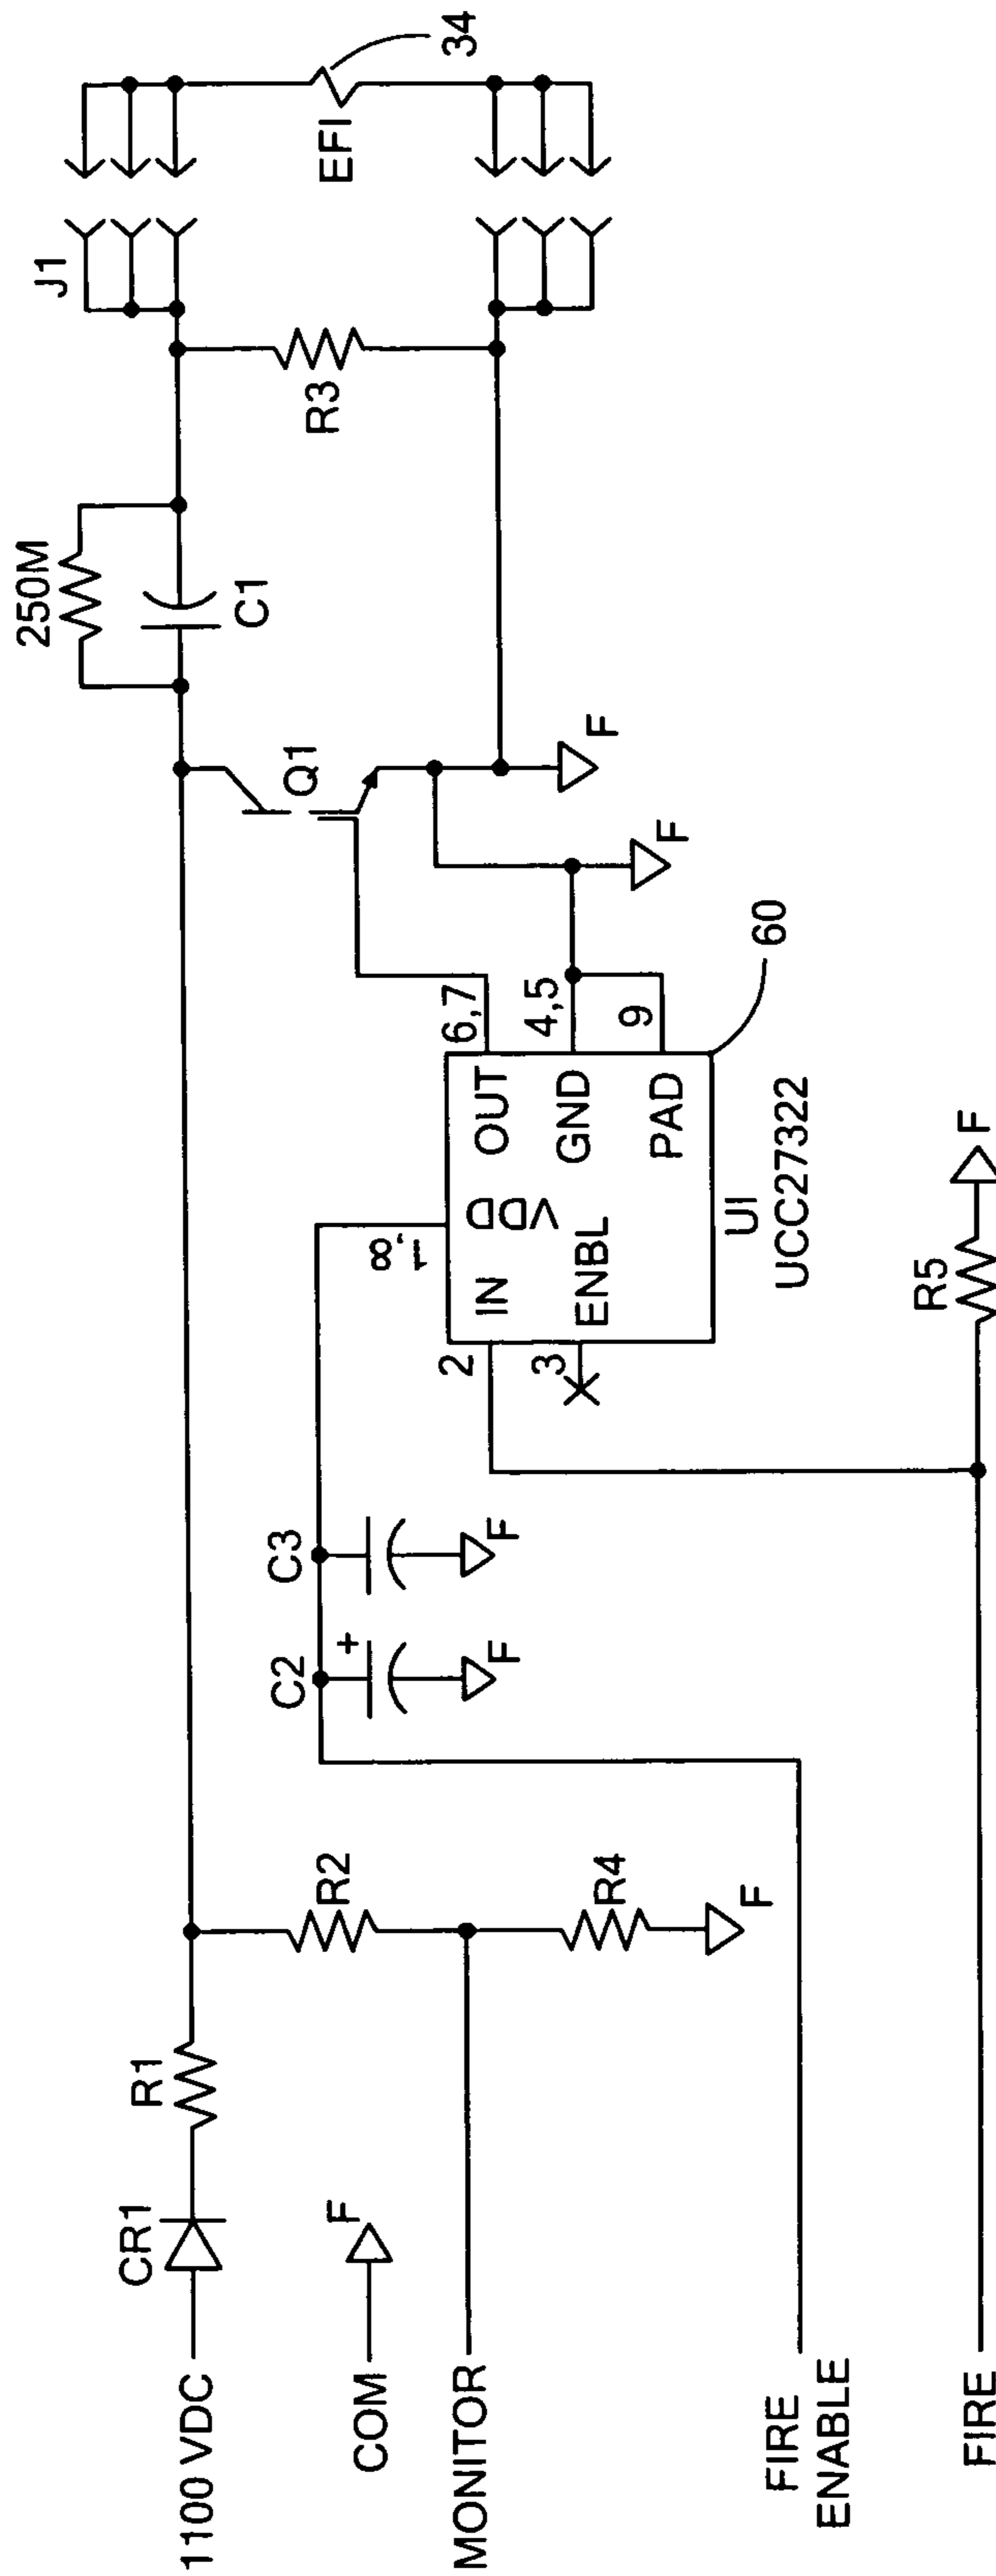 1100 VDC
CR1
R1
COM
F
MONITOR
R2
R4
F
FIRE
ENABLE
FIRE
C2
+
F
C3
F
1,8
2
IN
VDD
OUT
6,7
3
ENBL
GND
4,5
PAD
9
UI
UCC27322
60
R5
F
Q1
F
F
250M
C1
R3
J1
EFI
34